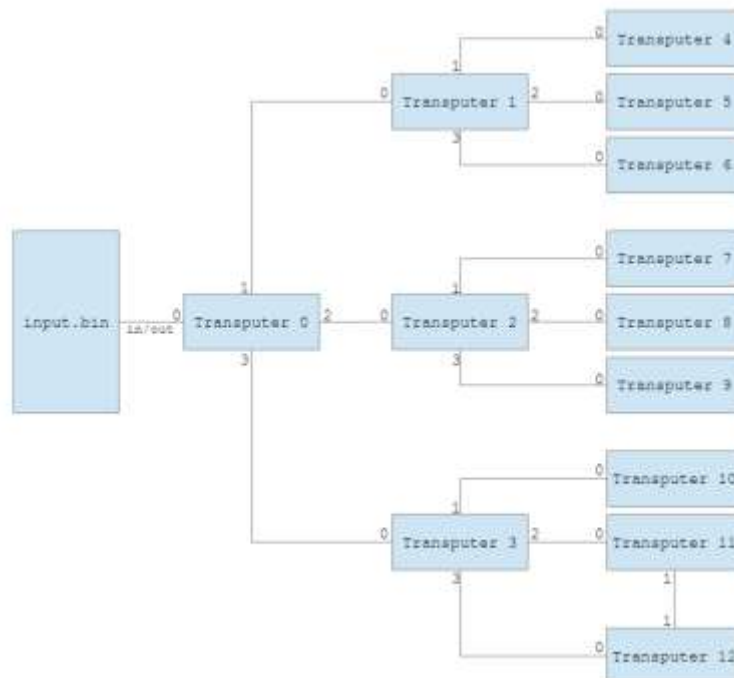 0 Transputer 4
1
0 Transputer 1 2 0 Transputer 5
3
0 Transputer 6
0 Transputer 7
1 1
input.bin in/out 0 Transputer 0 2 0 Transputer 2 2 0 Transputer 8
3 3
0 Transputer 9
0 Transputer 10
1
0 Transputer 3 2 0 Transputer 11
3 1
1
0 Transputer 12